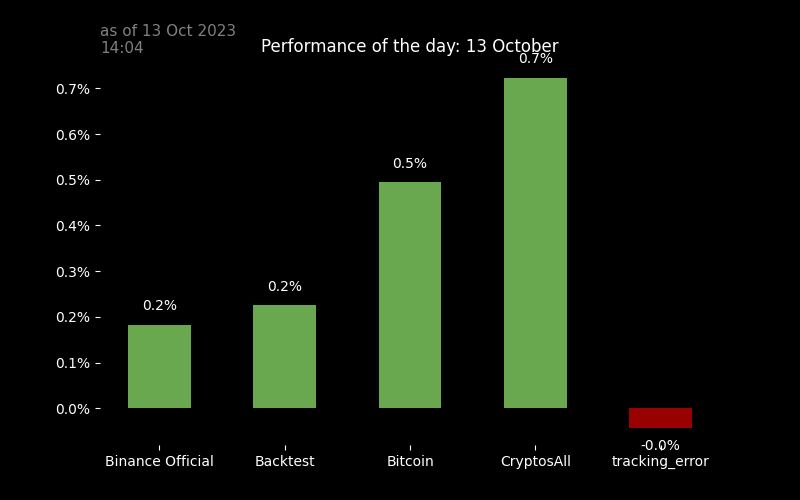 as of 13 Oct 2023
14:04
Performance of the day: 13 October
0.7%
0.6%
0.5%
0.4%
0.3%
0.2%
0.1%
0.0%
0.2%
0.2%
0.5%
0.7%
-0.0%
Binance Official
Backtest
Bitcoin
CryptosAll
tracking_error